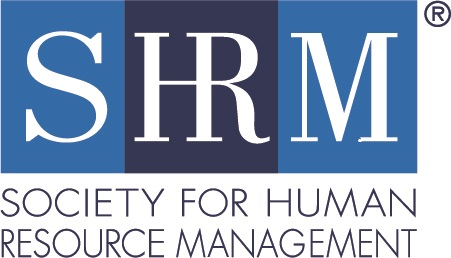 SHRM®
SOCIETY FOR HUMAN
RESOURCE MANAGEMENT